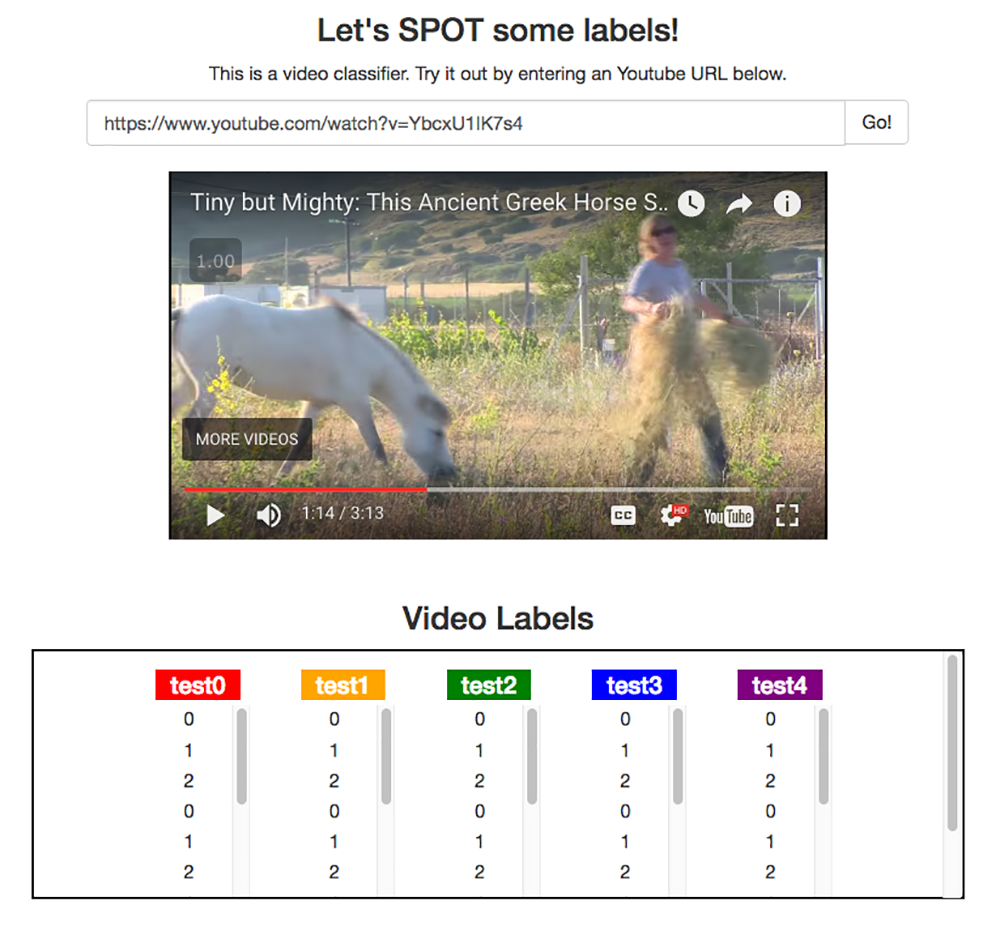 Let's SPOT some labels!
This is a video classifier. Try it out by entering an Youtube URL below.
https://www.youtube.com/watch?v=YbcxU1lK7s4 Go!
Tiny but Mighty: This Ancient Greek Horse S..
1.00
MORE VIDEOS
1:14 / 3:13 CC HD YouTube
Video Labels
test0 test1 test2 test3 test4
0 0 0 0 0
1 1 1 1 1
2 2 2 2 2
0 0 0 0 0
1 1 1 1 1
2 2 2 2 2